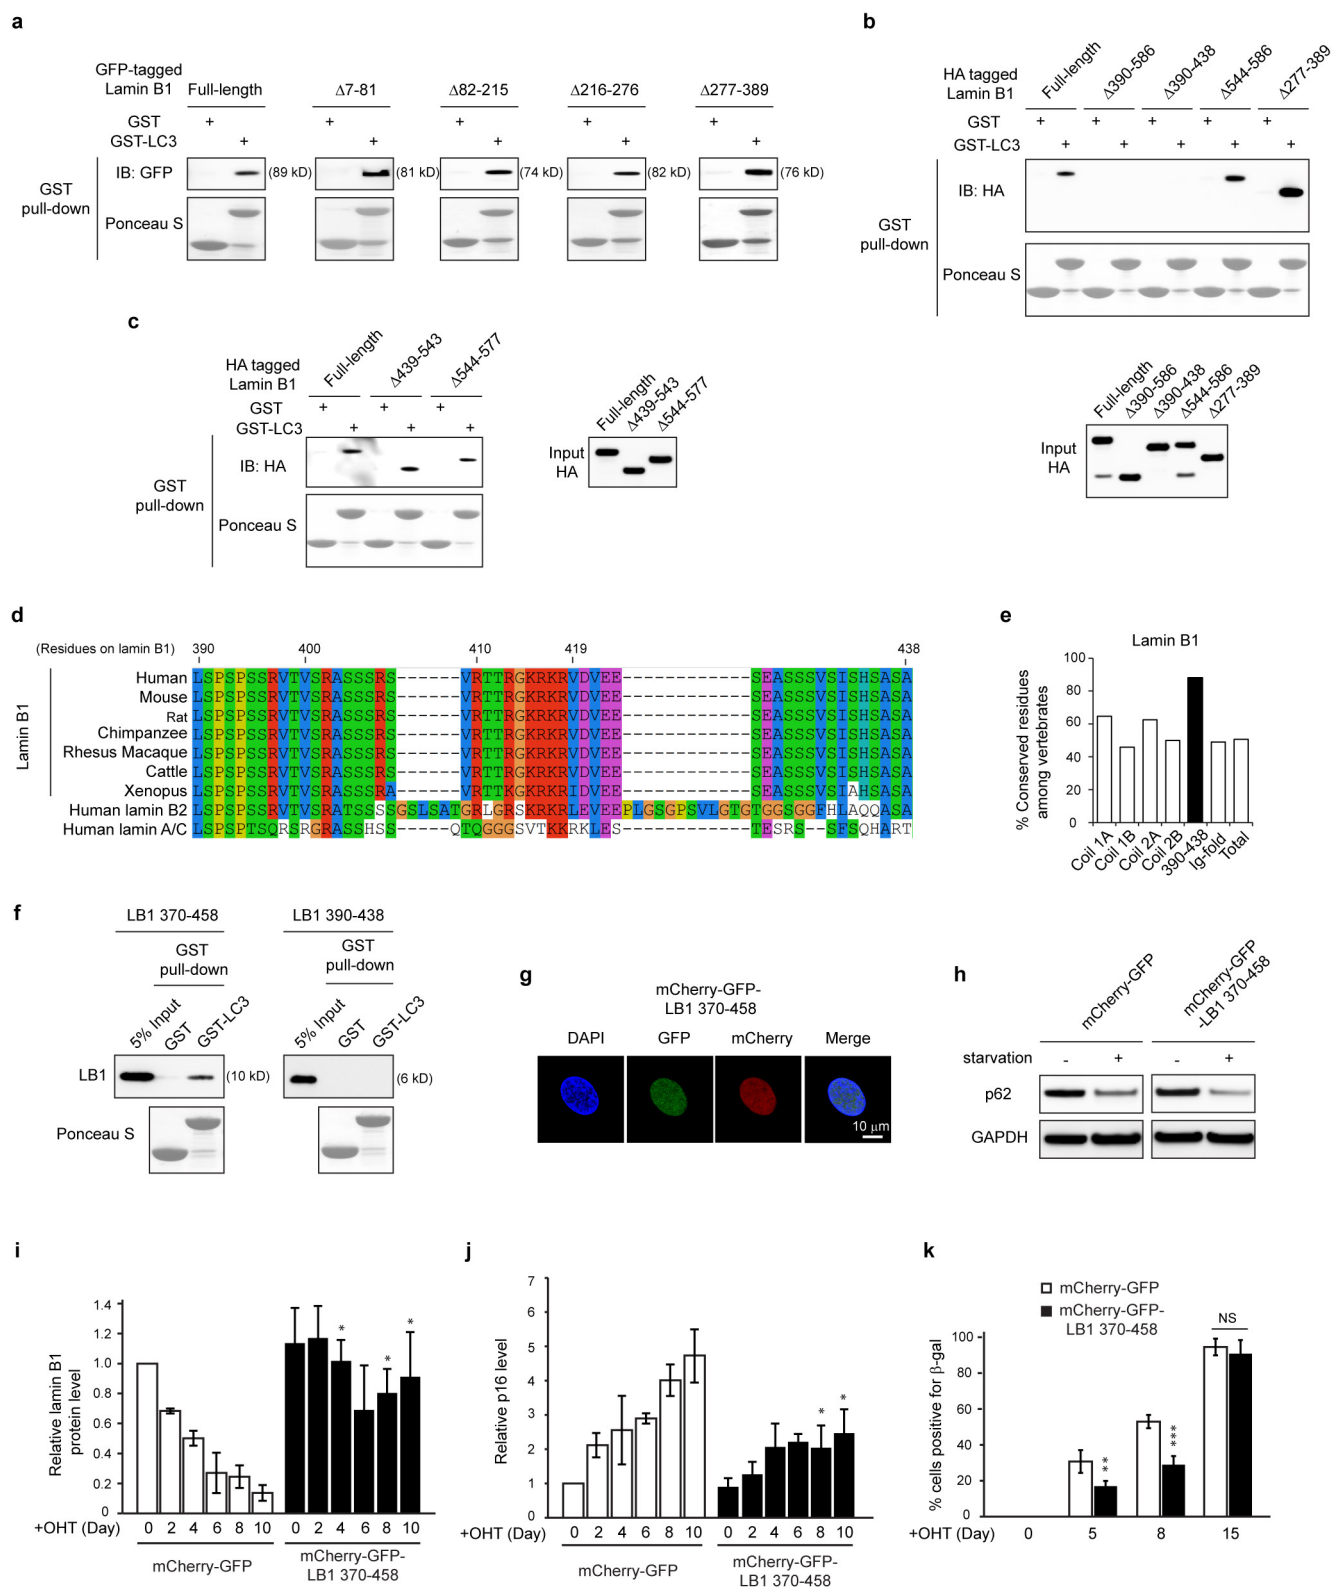 a
GFP-tagged
Lamin B1
Full-length
Δ7-81
Δ82-215
Δ216-276
Δ277-389
GST
+ + + + +
GST-LC3
+ + + + +
GST
pull-down
IB: GFP
(89 kD)
(81 kD)
(74 kD)
(82 kD)
(76 kD)
Ponceau S
b
HA tagged
Lamin B1
Full-length
Δ390-586
Δ390-438
Δ544-586
Δ277-389
GST
+ + + + +
GST-LC3
+ + + + +
GST
pull-down
IB: HA
Ponceau S
Full-length
Δ390-586
Δ390-438
Δ544-586
Δ277-389
Input
HA
c
HA tagged
Lamin B1
Full-length
Δ439-543
Δ544-577
GST
+ + +
GST-LC3
+ + +
GST
pull-down
IB: HA
Ponceau S
Full-length
Δ439-543
Δ544-577
Input
HA
d
(Residues on lamin B1)
390 400 410 419 438
Lamin B1
Human LSPSPSSRVTVSRASSSRS------VRTTRGKRKRVDVEE------------SEASSSVSISHSASA
Mouse LSPSPSSRVTVSRASSSRS------VRTTRGKRKRVDVEE------------SEASSSVSISHSASA
Rat LSPSPSSRVTVSRASSSRS------VRTTRGKRKRVDVEE------------SEASSSVSISHSASA
Chimpanzee LSPSPSSRVTVSRASSSRS------VRTTRGKRKRVDVEE------------SEASSSVSISHSASA
Rhesus Macaque LSPSPSSRVTVSRASSSRS------VRTTRGKRKRVDVEE------------SEASSSVSISHSASA
Cattle LSPSPSSRVTVSRASSSRS------VRTTRGKRKRVDVEE------------SEASSSVSISHSASA
Xenopus LSPSPSSRVTVSRASSSRA------VRTTKGKRKRVDVEE------------SEASSSVSIAHSASA
Human lamin B2 LSPSPSSRVTVSRATSSSSGSLSATGRLGRSKRKRLEVEEPLGSGPSVLGTGTGGSGGFHLAQQASA
Human lamin A/C LSPSPTSQRSRGRASSHSS-----QTQGGGSVTKKRKLES------------TESRS--SFSQHART
e
Lamin B1
% Conserved residues
among vertebrates
100
80
60
40
20
0
Coil 1A
Coil 1B
Coil 2A
Coil 2B
390-438
Ig-fold
Total
f
LB1 370-458
LB1 390-438
GST
pull-down
GST
pull-down
5% Input
GST
GST-LC3
5% Input
GST
GST-LC3
LB1
(10 kD)
(6 kD)
Ponceau S
g
mCherry-GFP-
LB1 370-458
DAPI
GFP
mCherry
Merge
10 μm
h
mCherry-GFP
mCherry-GFP
-LB1 370-458
starvation
- + - +
p62
GAPDH
i
Relative lamin B1
protein level
1.4
1.2
1.0
0.8
0.6
0.4
0.2
0
* * *
+OHT (Day)
0 2 4 6 8 10 0 2 4 6 8 10
mCherry-GFP
mCherry-GFP-
LB1 370-458
j
Relative p16 level
7
6
5
4
3
2
1
0
* *
+OHT (Day)
0 2 4 6 8 10 0 2 4 6 8 10
mCherry-GFP
mCherry-GFP-
LB1 370-458
k
mCherry-GFP
mCherry-GFP-
LB1 370-458
% cells positive for β-gal
100
80
60
40
20
0
**
***
NS
+OHT (Day)
0 5 8 15